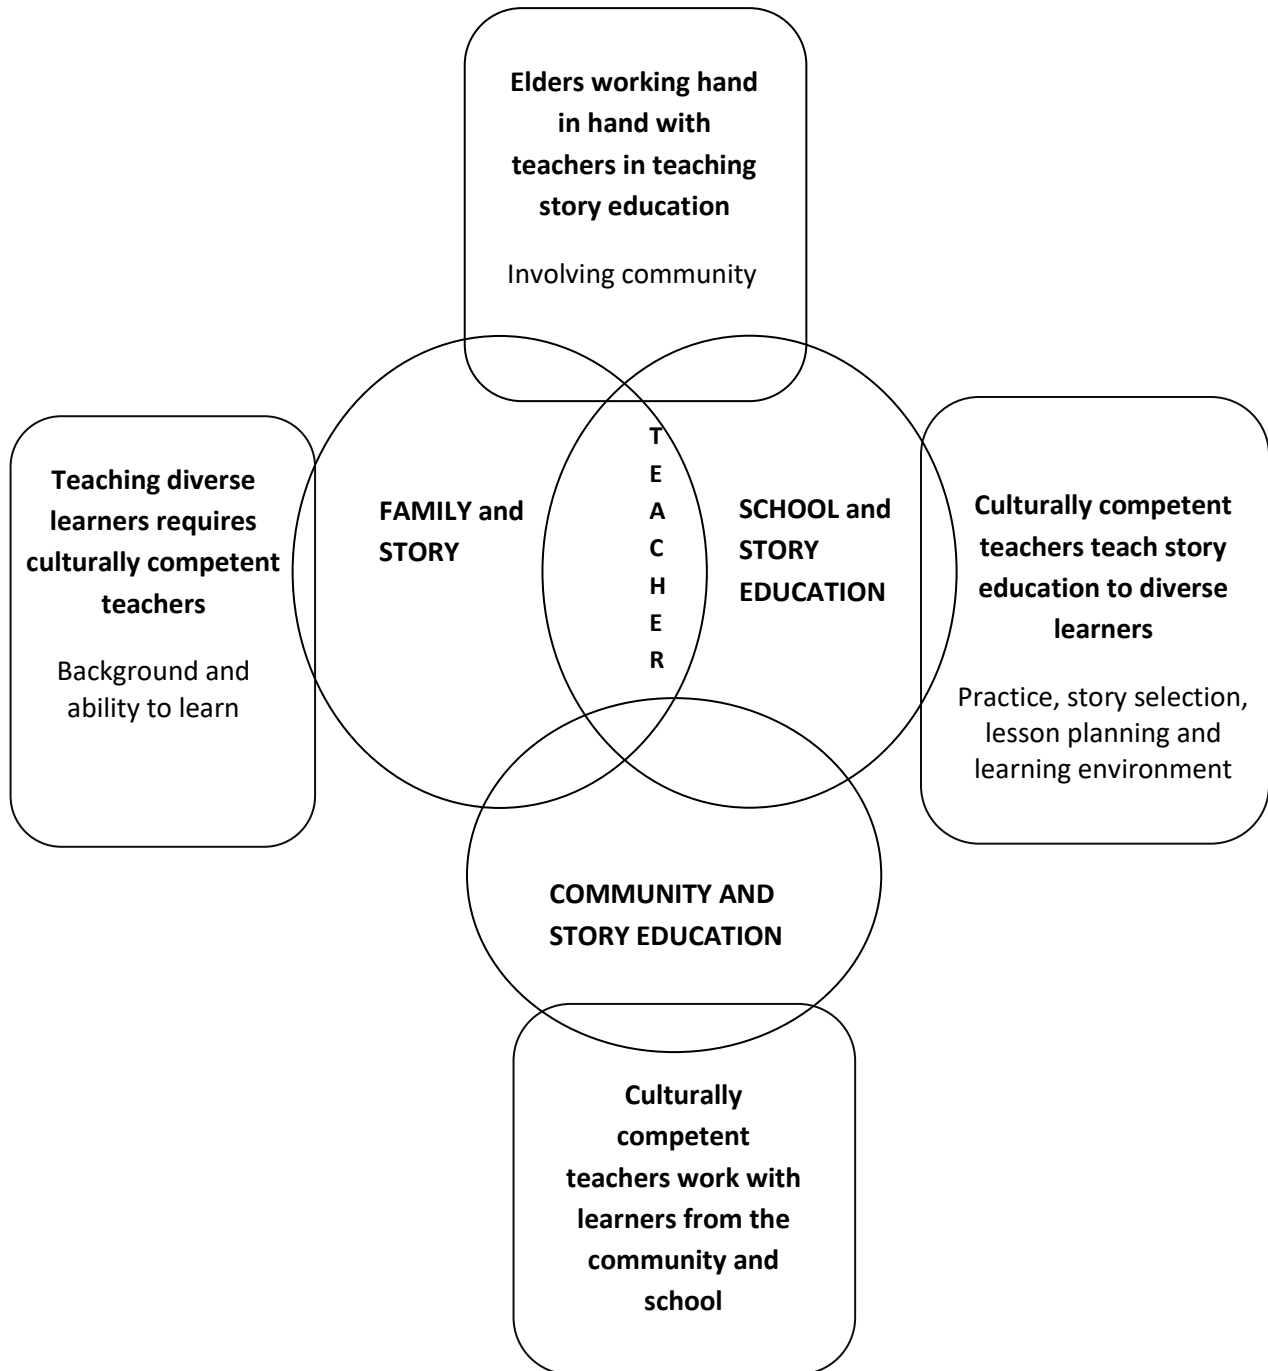 Elders working hand
in hand with
teachers in teaching
story education
Involving community
Teaching diverse
learners requires
culturally competent
teachers
Background and
ability to learn
FAMILY and
STORY
T
E
A
C
H
E
R
SCHOOL and
STORY
EDUCATION
Culturally competent
teachers teach story
education to diverse
learners
Practice, story selection,
lesson planning and
learning environment
COMMUNITY AND
STORY EDUCATION
Culturally
competent
teachers work with
learners from the
community and
school